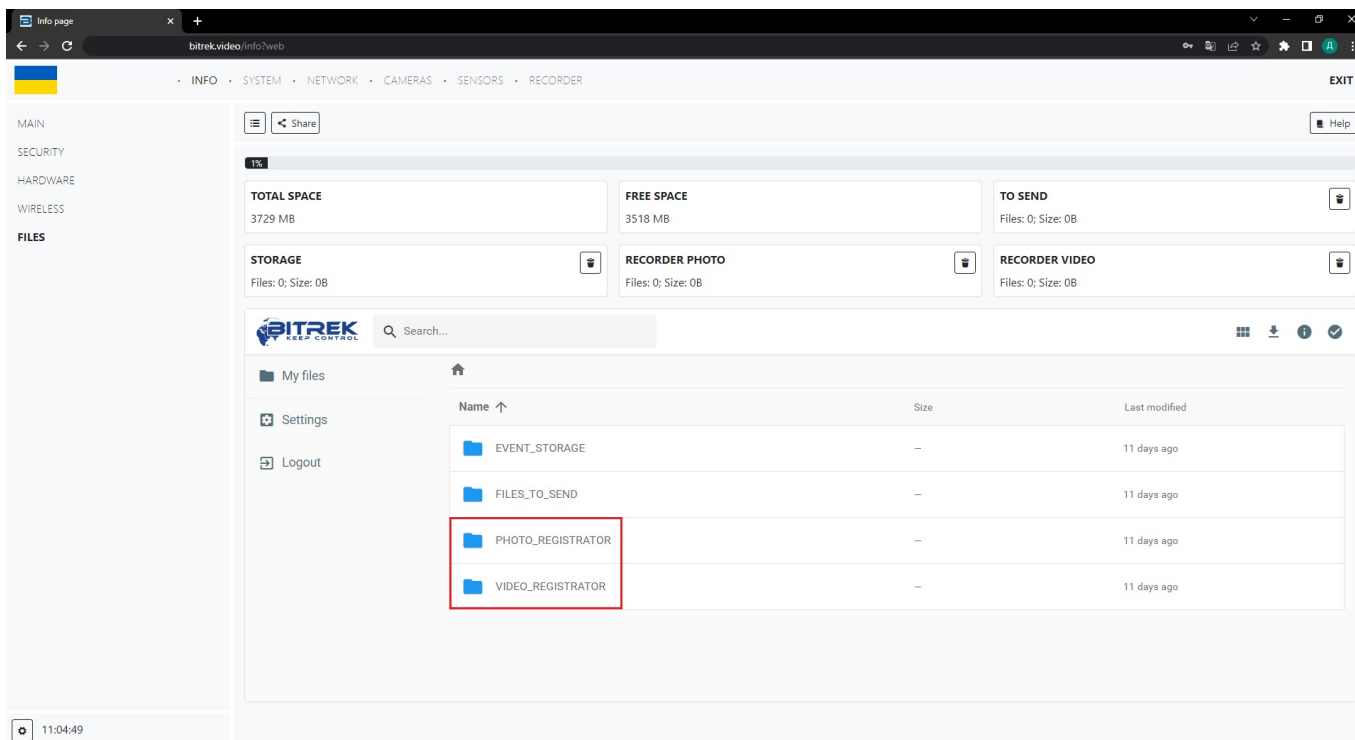 Info page
bitrek.video/info?web
· INFO · SYSTEM · NETWORK · CAMERAS · SENSORS · RECORDER
EXIT
MAIN
SECURITY
HARDWARE
WIRELESS
FILES
Share
Help
1%
TOTAL SPACE
3729 MB
FREE SPACE
3518 MB
TO SEND
Files: 0; Size: 0B
STORAGE
Files: 0; Size: 0B
RECORDER PHOTO
Files: 0; Size: 0B
RECORDER VIDEO
Files: 0; Size: 0B
BITREK
KEEP CONTROL
Search...
My files
Settings
Logout
Name Size Last modified
EVENT_STORAGE – 11 days ago
FILES_TO_SEND – 11 days ago
PHOTO_REGISTRATOR – 11 days ago
VIDEO_REGISTRATOR – 11 days ago
11:04:49
Д